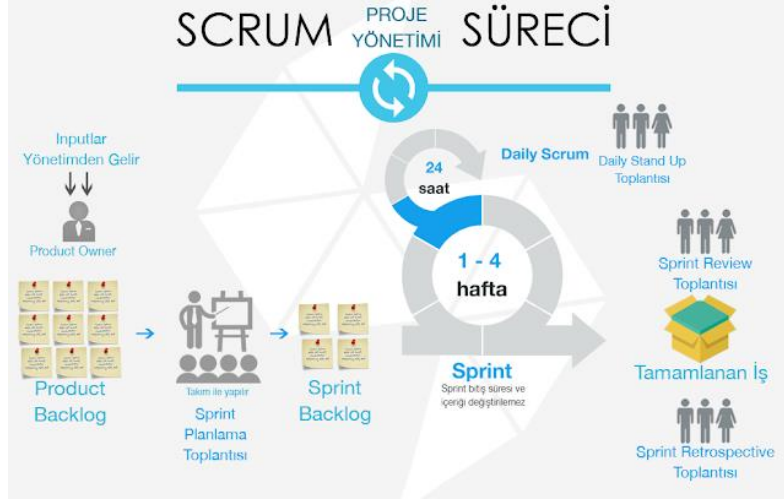 SCRUM PROJE YÖNETİMİ SÜRECİ
Inputlar
Yönetimden Gelir
Product Owner
Product
Backlog
Takım ile yapılır
Sprint
Planlama
Toplantısı
Sprint
Backlog
24
saat
Daily Scrum
Daily Stand Up
Toplantısı
1 - 4
hafta
Sprint
Sprint bitiş süresi ve
içeriği değiştirilemez
Sprint Review
Toplantısı
Tamamlanan İş
Sprint Retrospective
Toplantısı